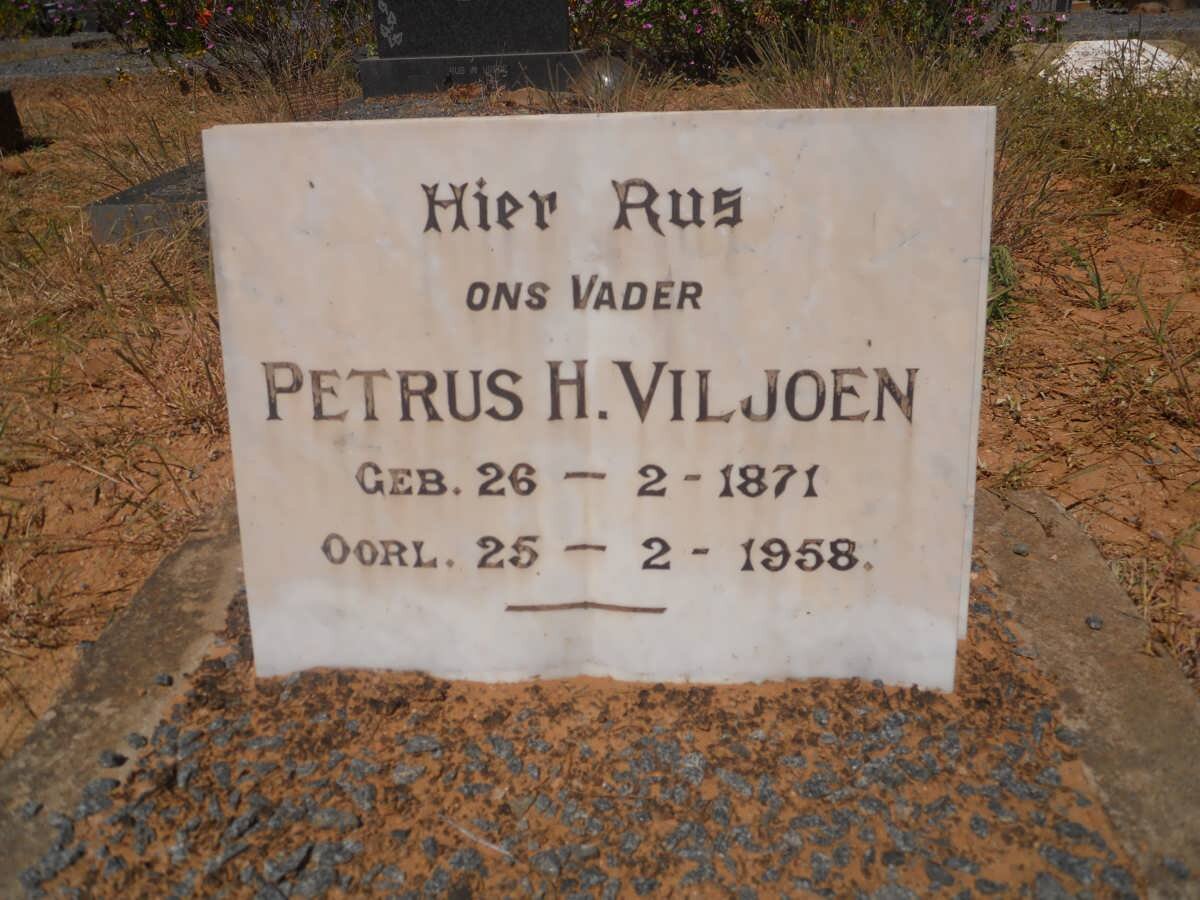 Hier Rus
ONS VADER
PETRUS H. VILJOEN
GEB. 26 – 2 - 1871
OORL. 25 – 2 - 1958.